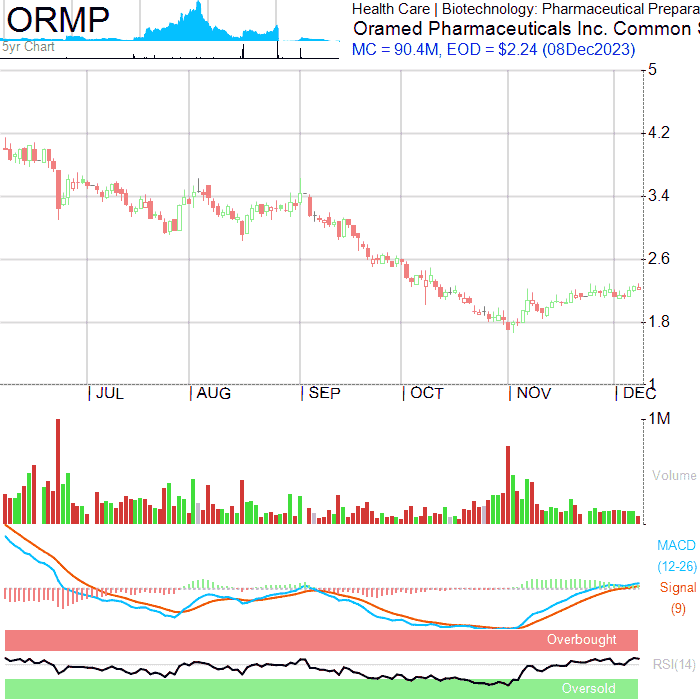 ORMP
5yr Chart
Health Care | Biotechnology: Pharmaceutical Prepara
Oramed Pharmaceuticals Inc. Common S
MC = 90.4M, EOD = $2.24 (08Dec2023)
5
4.2
3.4
2.6
1.8
1
JUL AUG SEP OCT NOV DEC
1M
Volume
MACD
(12-26)
Signal
(9)
Overbought
RSI(14)
Oversold